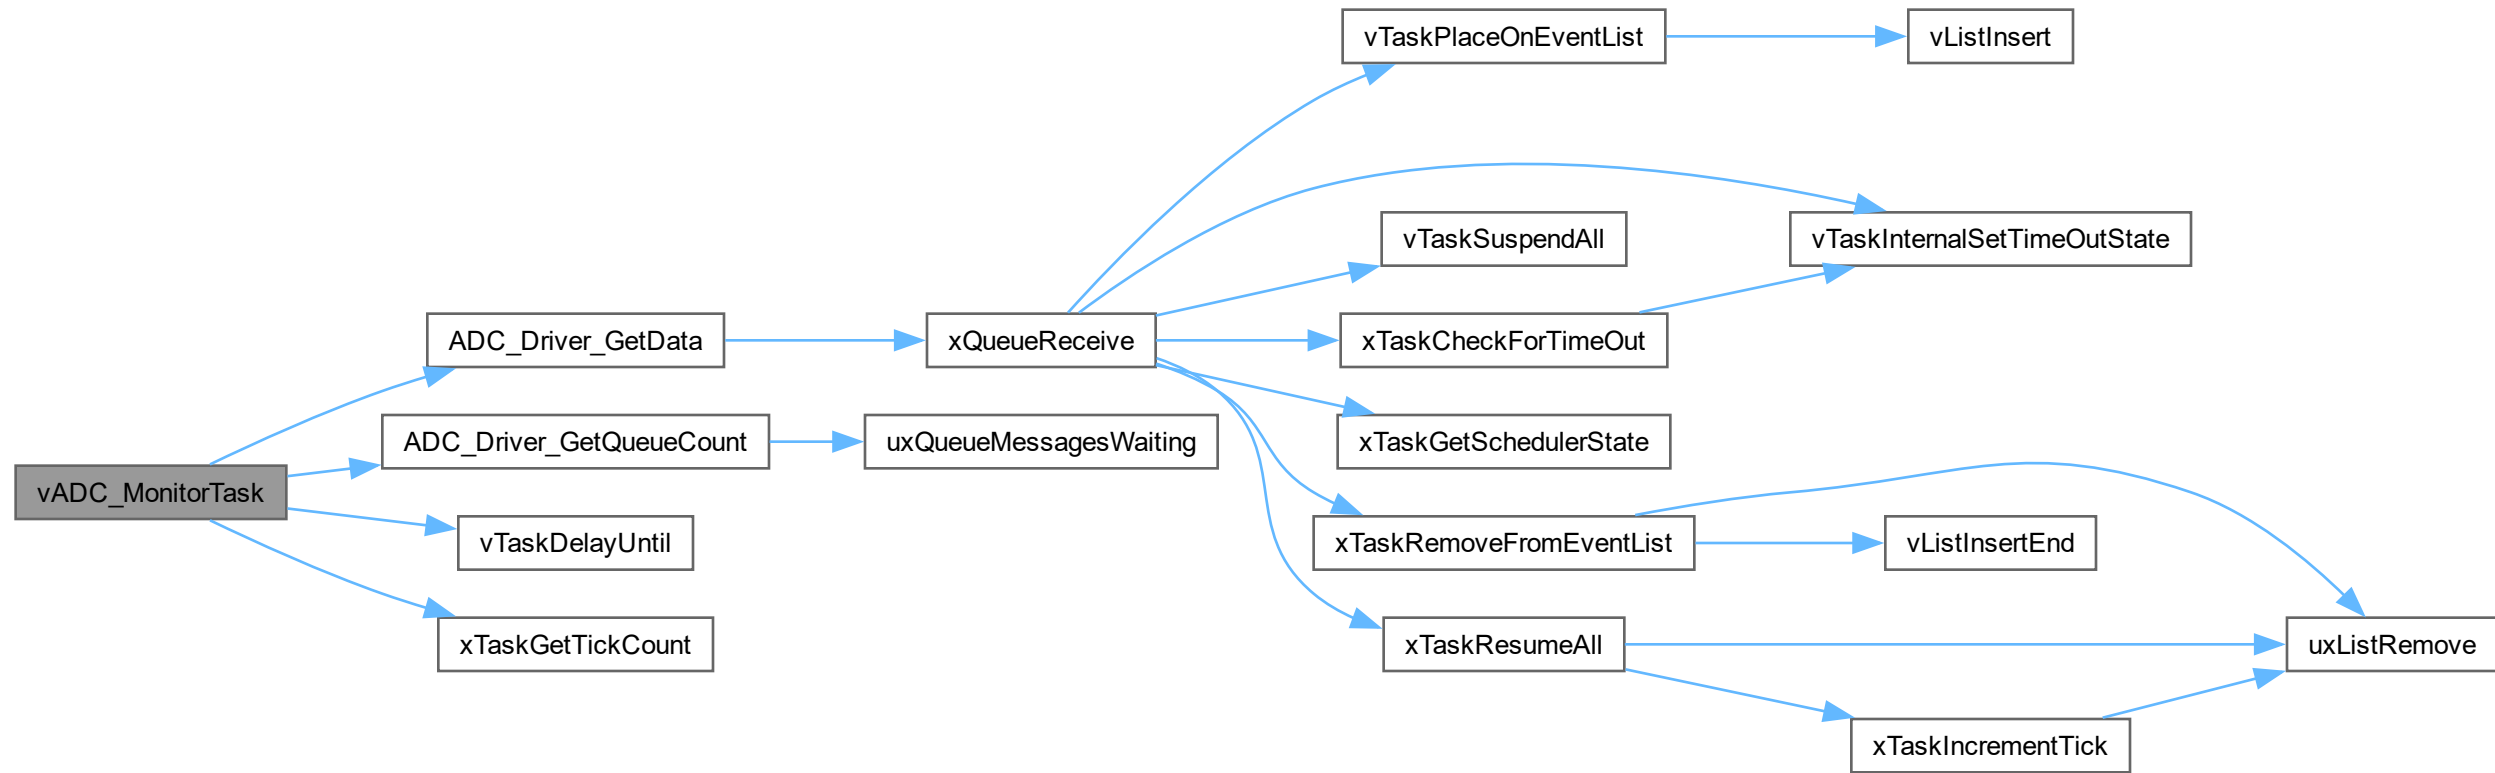 vTaskPlaceOnEventList
vListInsert
vTaskSuspendAll
vTaskInternalSetTimeOutState
ADC_Driver_GetData
xQueueReceive
xTaskCheckForTimeOut
ADC_Driver_GetQueueCount
uxQueueMessagesWaiting
xTaskGetSchedulerState
vADC_MonitorTask
vTaskDelayUntil
xTaskRemoveFromEventList
vListInsertEnd
xTaskGetTickCount
xTaskResumeAll
uxListRemove
xTaskIncrementTick